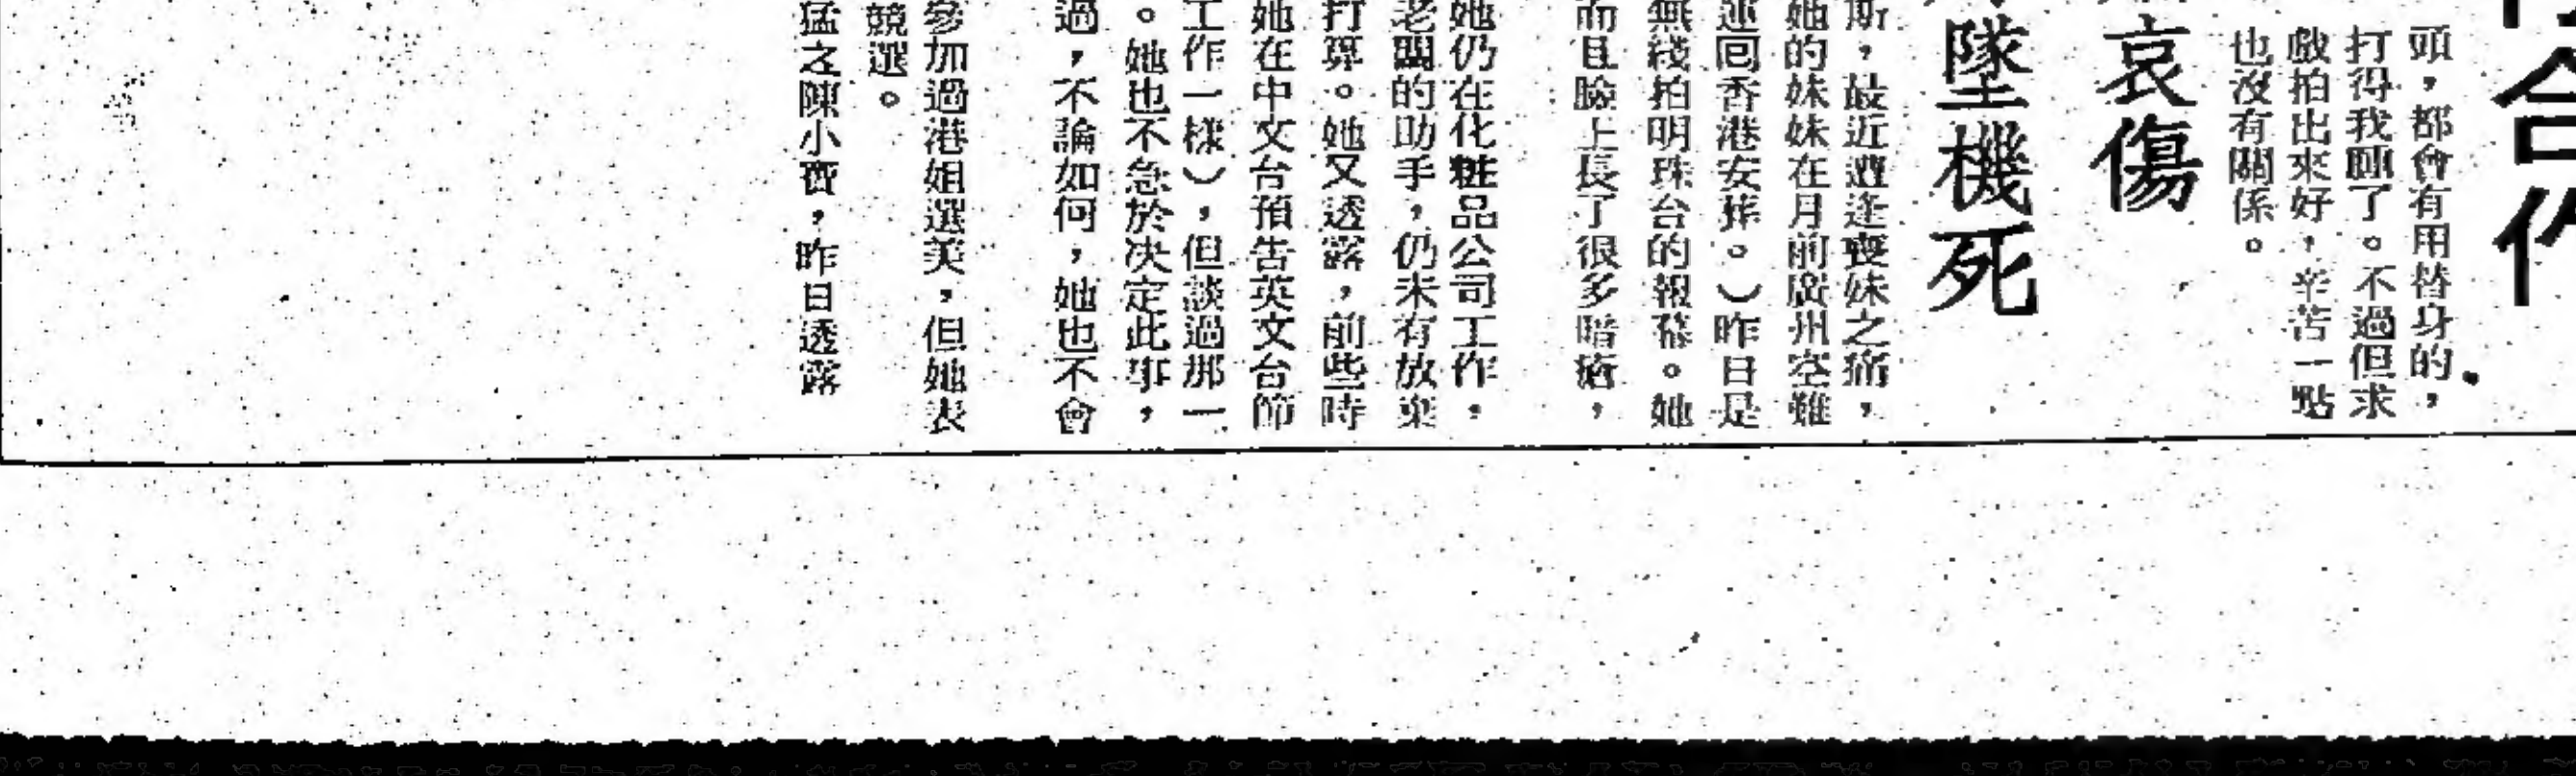 合作
頭，都會有用替身的，
打得我腫了。不過但求
戲拍出來好，辛苦一點
也沒有關係。
哀傷
墜機死
斯，最近遭逢喪妹之痛，
她的妹妹在月前廣州空難
運回香港安葬。）昨日是
無綫拍明珠台的報幕。她
而且臉上長了很多暗瘡，
她仍在化粧品公司工作，
老闆的助手，仍未有放棄
打算。她又透露，前些時
她在中文台預告英文台節
工作一樣），但談過那一
。她也不急於決定此事，
過，不論如何，她也不會
參加過港姐選美，但她表
競選。
猛之陳小寶，昨日透露